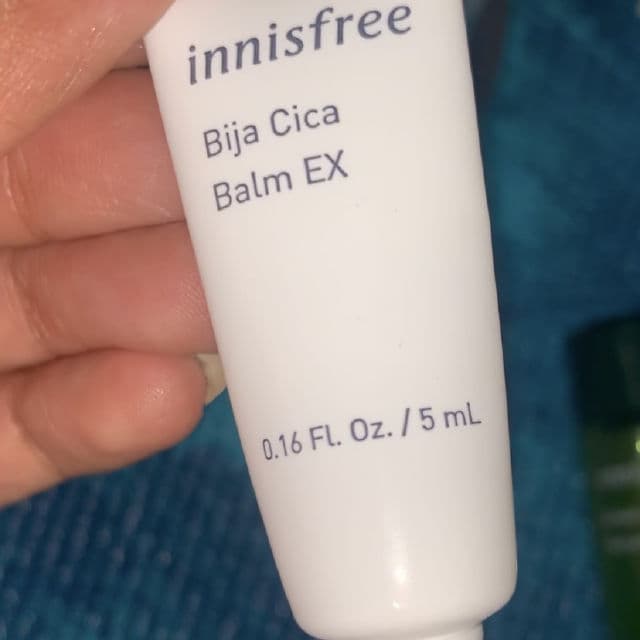 innisfree
Bija Cica
Balm EX
0.16 FL. Oz. / 5 mL